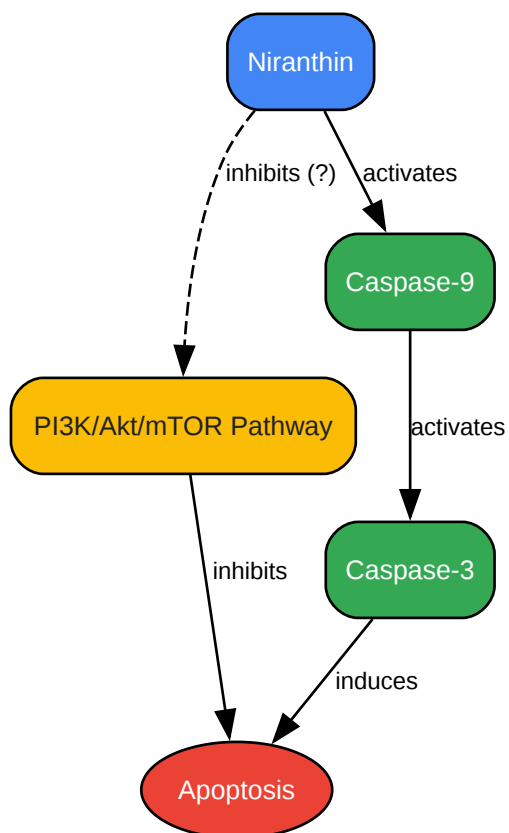 Niranthin
inhibits (?)
activates
Caspase-9
PI3K/Akt/mTOR Pathway
activates
Caspase-3
inhibits
induces
Apoptosis